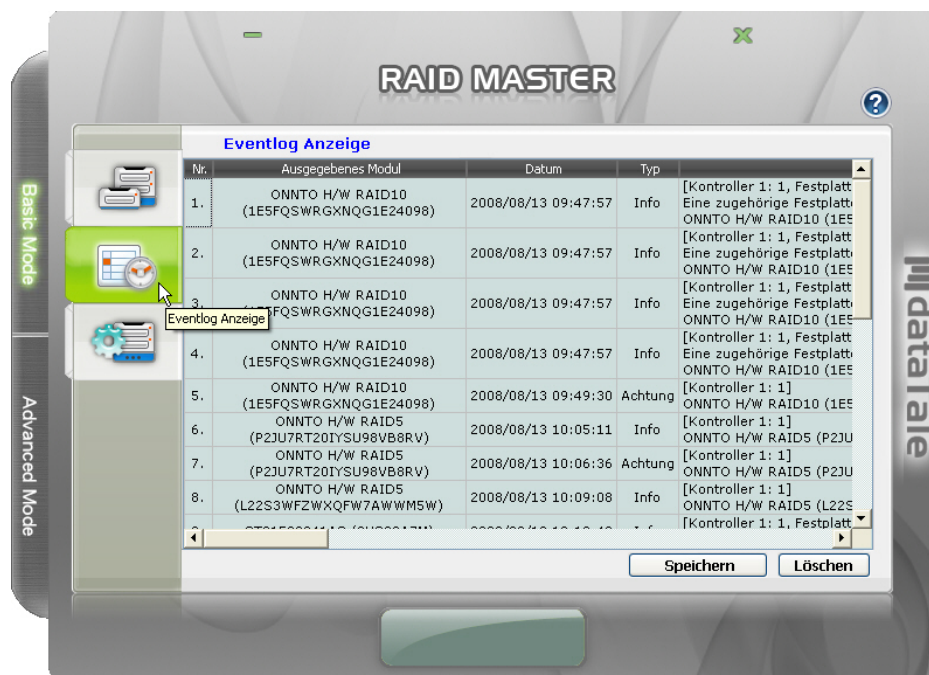 RAID MASTER
?
Basic Mode
Advanced Mode
dataTale
Eventlog Anzeige
Nr. Ausgegebenes Modul Datum Typ
1. ONNTO H/W RAID10 (1E5FQSWRGXNQG1E24098) 2008/08/13 09:47:57 Info [Kontroller 1: 1, Festplatt
Eine zugehörige Festplatt
ONNTO H/W RAID10 (1E5
2. ONNTO H/W RAID10 (1E5FQSWRGXNQG1E24098) 2008/08/13 09:47:57 Info [Kontroller 1: 1, Festplatt
Eine zugehörige Festplatt
ONNTO H/W RAID10 (1E5
3. ONNTO H/W RAID10 5FQSWRGXNQG1E24098) 2008/08/13 09:47:57 Info [Kontroller 1: 1, Festplatt
Eine zugehörige Festplatt
ONNTO H/W RAID10 (1E5
Eventlog Anzeige
4. ONNTO H/W RAID10 (1E5FQSWRGXNQG1E24098) 2008/08/13 09:47:57 Info [Kontroller 1: 1, Festplatt
Eine zugehörige Festplatt
ONNTO H/W RAID10 (1E5
5. ONNTO H/W RAID10 (1E5FQSWRGXNQG1E24098) 2008/08/13 09:49:30 Achtung [Kontroller 1: 1]
ONNTO H/W RAID10 (1E5
6. ONNTO H/W RAID5 (P2JU7RT20IYSU98VB8RV) 2008/08/13 10:05:11 Info [Kontroller 1: 1]
ONNTO H/W RAID5 (P2JU
7. ONNTO H/W RAID5 (P2JU7RT20IYSU98VB8RV) 2008/08/13 10:06:36 Achtung [Kontroller 1: 1]
ONNTO H/W RAID5 (P2JU
8. ONNTO H/W RAID5 (L22S3WFZWXQFW7AWWM5W) 2008/08/13 10:09:08 Info [Kontroller 1: 1]
ONNTO H/W RAID5 (L22S
[Kontroller 1: 1, Festplatt
Speichern Löschen